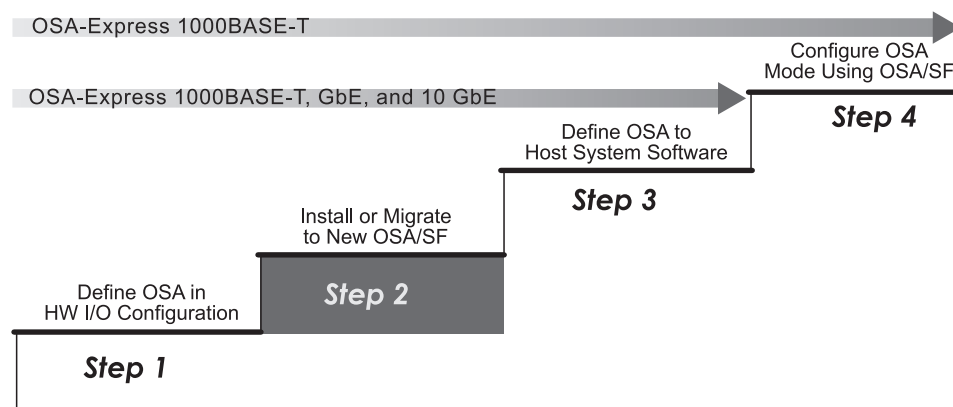 OSA-Express 1000BASE-T
Configure OSA
Mode Using OSA/SF
Step 4
OSA-Express 1000BASE-T, GbE, and 10 GbE
Define OSA to
Host System Software
Step 3
Install or Migrate
to New OSA/SF
Step 2
Define OSA in
HW I/O Configuration
Step 1